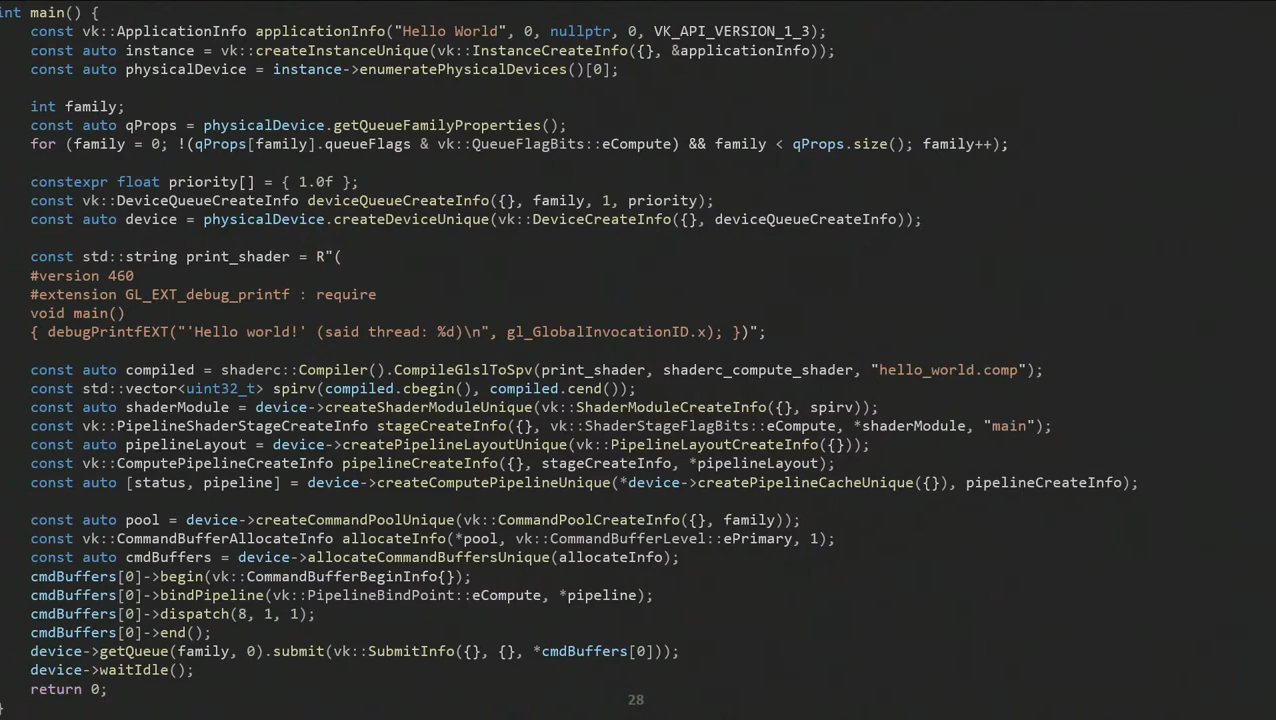 int main() {
const vk::ApplicationInfo applicationInfo("Hello World", 0, nullptr, 0, VK_API_VERSION_1_3);
const auto instance = vk::createInstanceUnique(vk::InstanceCreateInfo({}, &applicationInfo));
const auto physicalDevice = instance->enumeratePhysicalDevices()[0];
int family;
const auto qProps = physicalDevice.getQueueFamilyProperties();
for (family = 0; !(qProps[family].queueFlags & vk::QueueFlagBits::eCompute) && family < qProps.size(); family++);
constexpr float priority[] = { 1.0f };
const vk::DeviceQueueCreateInfo deviceQueueCreateInfo({}, family, 1, priority);
const auto device = physicalDevice.createDeviceUnique(vk::DeviceCreateInfo({}, deviceQueueCreateInfo));
const std::string print_shader = R"(
#version 460
#extension GL_EXT_debug_printf : require
void main()
{ debugPrintfEXT("'Hello world!' (said thread: %d)\n", gl_GlobalInvocationID.x); })";
const auto compiled = shaderc::Compiler().CompileGlslToSpv(print_shader, shaderc_compute_shader, "hello_world.comp");
const std::vector<uint32_t> spirv(compiled.cbegin(), compiled.cend());
const auto shaderModule = device->createShaderModuleUnique(vk::ShaderModuleCreateInfo({}, spirv));
const vk::PipelineShaderStageCreateInfo stageCreateInfo({}, vk::ShaderStageFlagBits::eCompute, *shaderModule, "main");
const auto pipelineLayout = device->createPipelineLayoutUnique(vk::PipelineLayoutCreateInfo({}));
const vk::ComputePipelineCreateInfo pipelineCreateInfo({}, stageCreateInfo, *pipelineLayout);
const auto [status, pipeline] = device->createComputePipelineUnique(*device->createPipelineCacheUnique({}), pipelineCreateInfo);
const auto pool = device->createCommandPoolUnique(vk::CommandPoolCreateInfo({}, family));
const vk::CommandBufferAllocateInfo allocateInfo(*pool, vk::CommandBufferLevel::ePrimary, 1);
const auto cmdBuffers = device->allocateCommandBuffersUnique(allocateInfo);
cmdBuffers[0]->begin(vk::CommandBufferBeginInfo{});
cmdBuffers[0]->bindPipeline(vk::PipelineBindPoint::eCompute, *pipeline);
cmdBuffers[0]->dispatch(8, 1, 1);
cmdBuffers[0]->end();
device->getQueue(family, 0).submit(vk::SubmitInfo({}, {}, *cmdBuffers[0]));
device->waitIdle();
return 0;
}
28